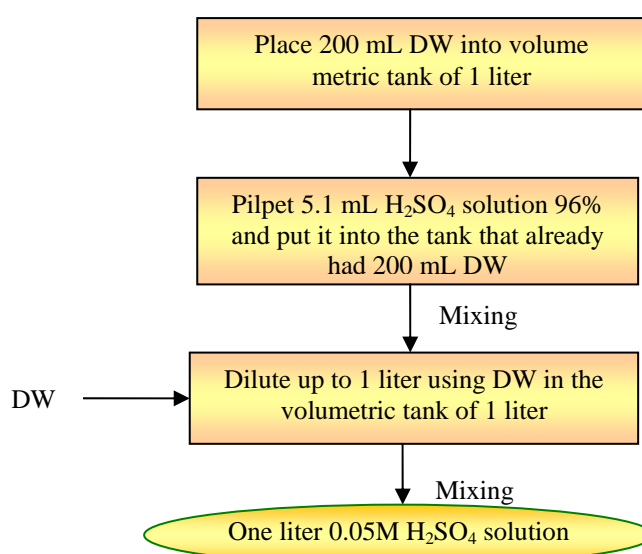 Place 200 mL DW into volume
metric tank of 1 liter
Pilpet 5.1 mL H₂SO₄ solution 96%
and put it into the tank that already
had 200 mL DW
Mixing
DW
Dilute up to 1 liter using DW in the
volumetric tank of 1 liter
Mixing
One liter 0.05M H₂SO₄ solution